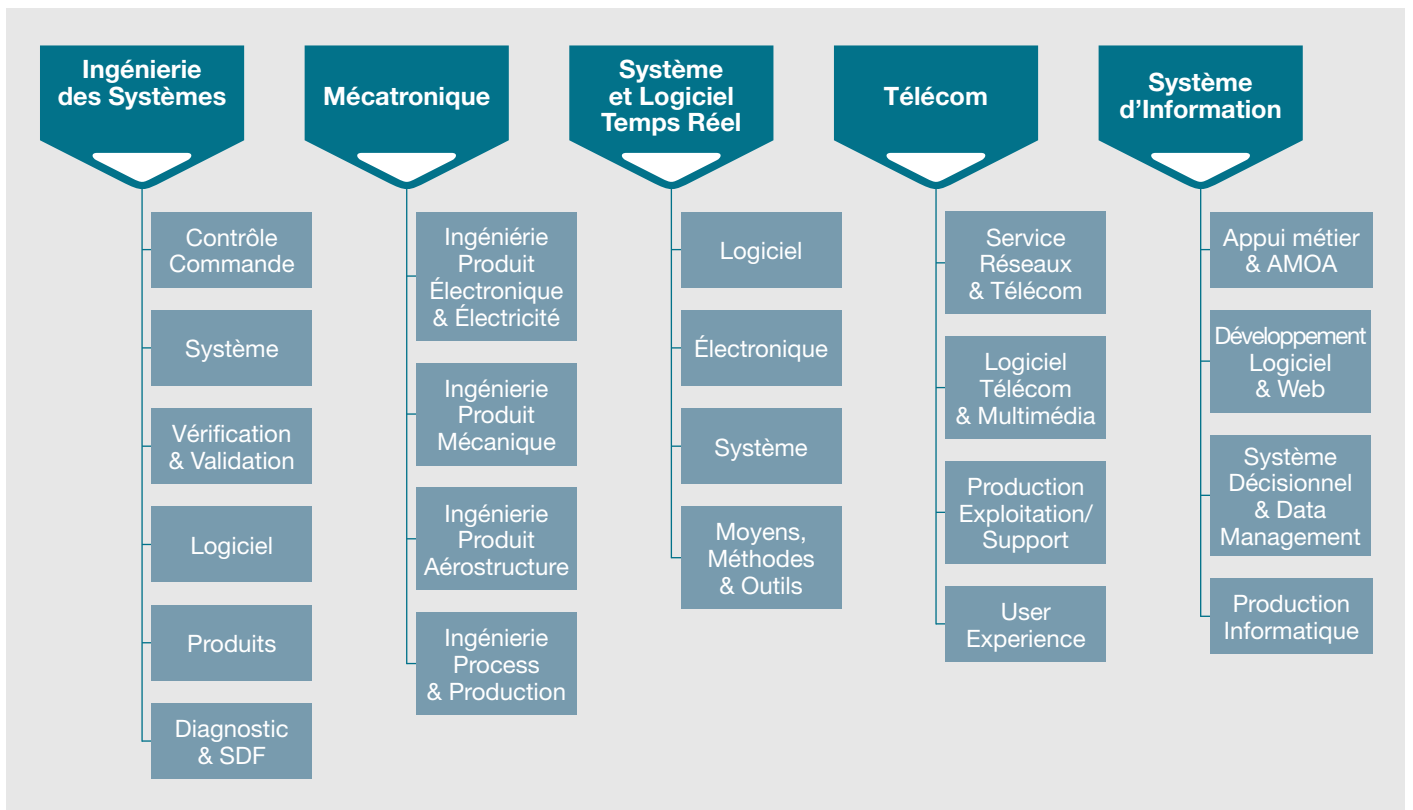 Ingénierie
des Systèmes
Contrôle
Commande
Système
Vérification
& Validation
Logiciel
Produits
Diagnostic
& SDF
Mécatronique
Ingéniérie
Produit
Électronique
& Électricité
Ingénierie
Produit
Mécanique
Ingénierie
Produit
Aérostructure
Ingénierie
Process
& Production
Système
et Logiciel
Temps Réel
Logiciel
Électronique
Système
Moyens,
Méthodes
& Outils
Télécom
Service
Réseaux
& Télécom
Logiciel
Télécom
& Multimédia
Production
Exploitation/
Support
User
Experience
Système
d’Information
Appui métier
& AMOA
Développement
Logiciel
& Web
Système
Décisionnel
& Data
Management
Production
Informatique